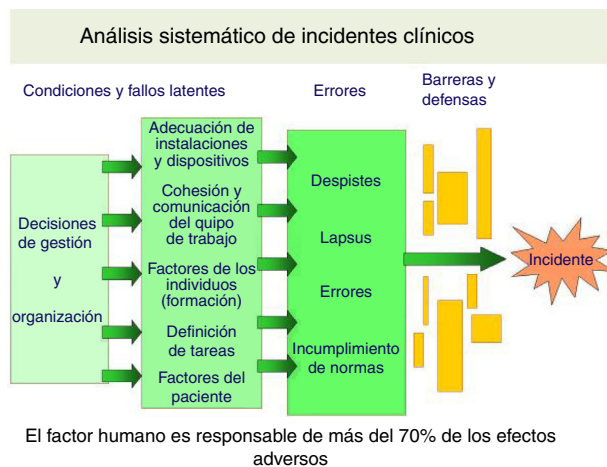 Análisis sistemático de incidentes clínicos
Condiciones y fallos latentes
Errores
Barreras y
defensas
Decisiones
de gestión
y
organización
Adecuación de
instalaciones
y dispositivos
Cohesión y
comunicación
del quipo
de trabajo
Factores de los
individuos
(formación)
Definición
de tareas
Factores del
paciente
Despistes
Lapsus
Errores
Incumplimiento
de normas
Incidente
El factor humano es responsable de más del 70% de los efectos
adversos